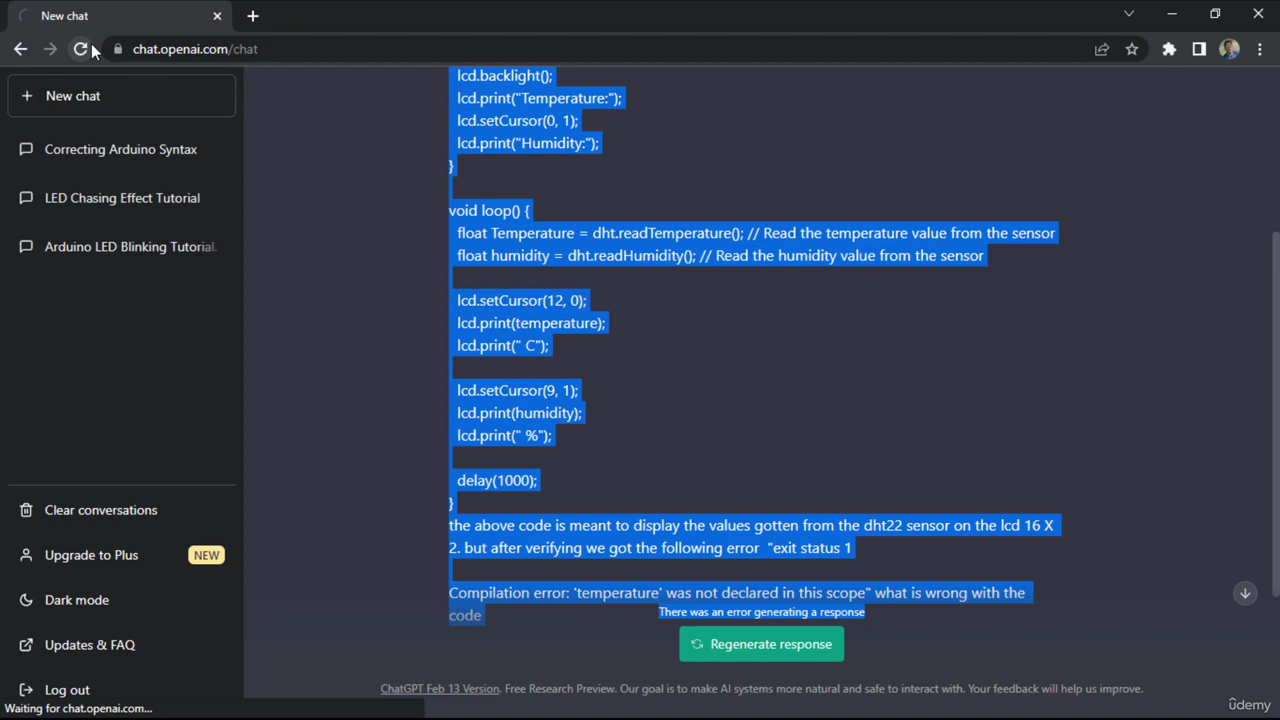 New chat
chat.openai.com/chat
New chat
Correcting Arduino Syntax
LED Chasing Effect Tutorial
Arduino LED Blinking Tutorial.
Clear conversations
Upgrade to Plus NEW
Dark mode
Updates & FAQ
Log out
Waiting for chat.openai.com...
lcd.backlight();
lcd.print("Temperature:");
lcd.setCursor(0, 1);
lcd.print("Humidity:");
}
void loop() {
float Temperature = dht.readTemperature(); // Read the temperature value from the sensor
float humidity = dht.readHumidity(); // Read the humidity value from the sensor
lcd.setCursor(12, 0);
lcd.print(temperature);
lcd.print(" C");
lcd.setCursor(9, 1);
lcd.print(humidity);
lcd.print(" %");
delay(1000);
}
the above code is meant to display the values gotten from the dht22 sensor on the lcd 16 X
2. but after verifying we got the following error "exit status 1
Compilation error: 'temperature' was not declared in this scope" what is wrong with the
code
There was an error generating a response
Regenerate response
ChatGPT Feb 13 Version. Free Research Preview. Our goal is to make AI systems more natural and safe to interact with. Your feedback will help us improve.
ûdemy